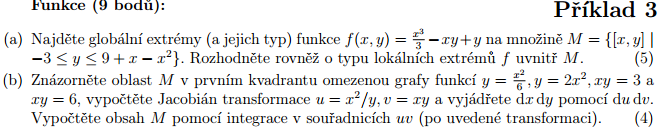 Funkce (9 bodů):
Příklad 3
(a) Najděte globální extrémy (a jejich typ) funkce f(x, y) = x³/3 − xy + y na množině M = {[x, y] |
−3 ≤ y ≤ 9 + x − x²}. Rozhodněte rovněž o typu lokálních extrémů f uvnitř M. (5)
(b) Znázorněte oblast M v prvním kvadrantu omezenou grafy funkcí y = x²/6, y = 2x², xy = 3 a
xy = 6, vypočtěte Jacobián transformace u = x²/y, v = xy a vyjádřete dx dy pomocí du dv.
Vypočtěte obsah M pomocí integrace v souřadnicích uv (po uvedené transformaci). (4)